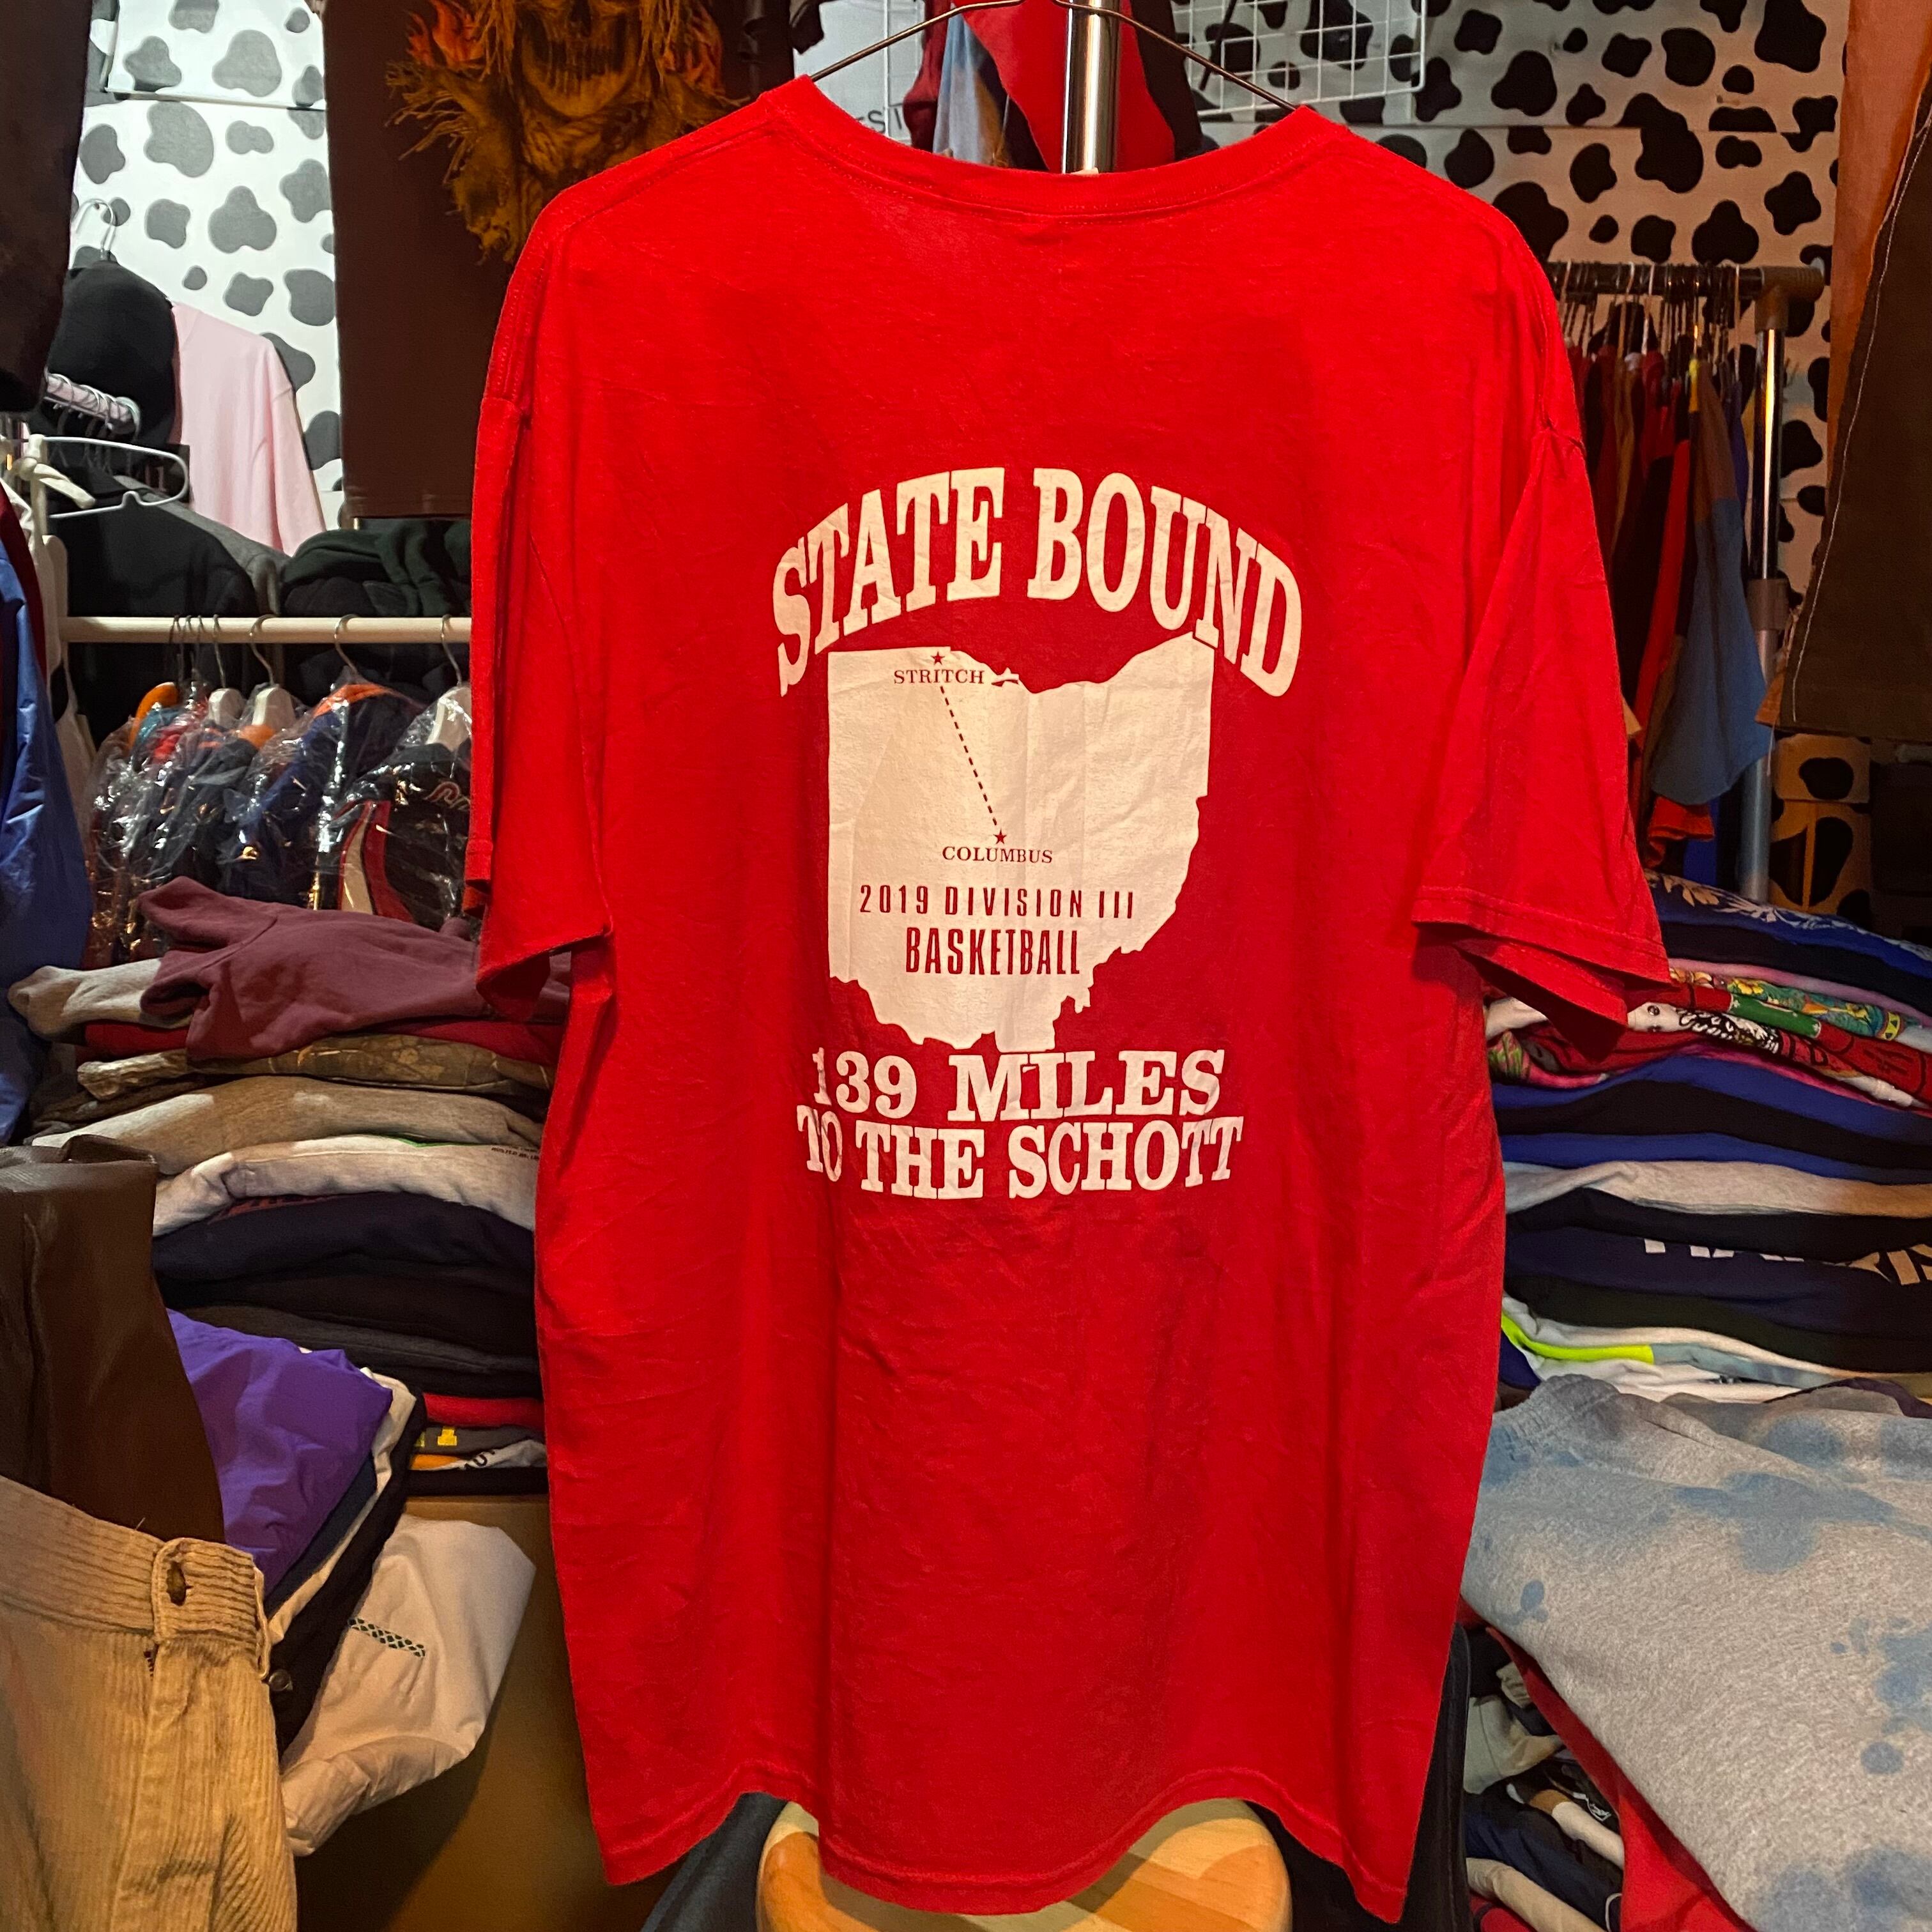 STATE BOUND
STRITCH
COLUMBUS
2019 DIVISION III
BASKETBALL
139 MILES
TO THE SCHOTT